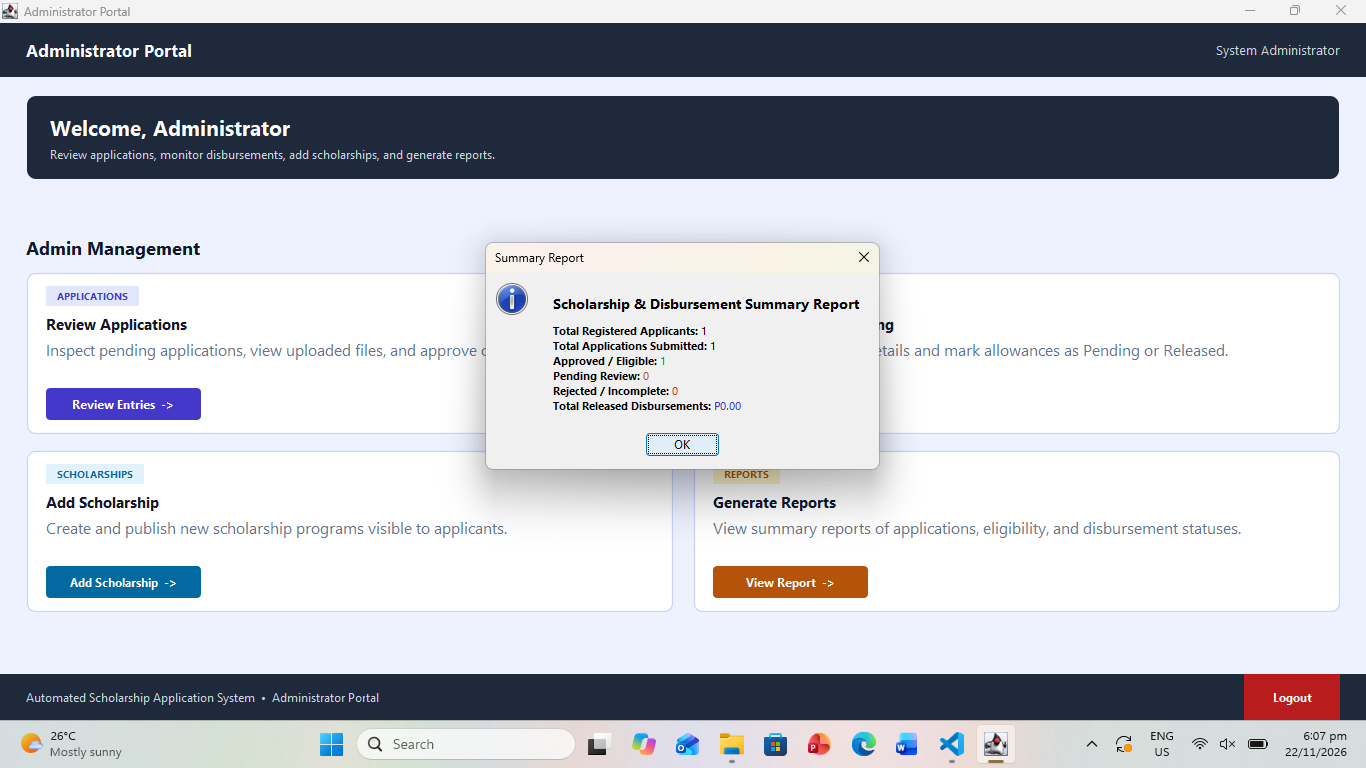 Administrator Portal
Administrator Portal
System Administrator
Welcome, Administrator
Review applications, monitor disbursements, add scholarships, and generate reports.
Admin Management
APPLICATIONS
Review Applications
Inspect pending applications, view uploaded files, and approve
Review Entries ->
Summary Report
Scholarship & Disbursement Summary Report
Total Registered Applicants: 1
Total Applications Submitted: 1
Approved / Eligible: 1
Pending Review: 0
Rejected / Incomplete: 0
Total Released Disbursements: P0.00
OK
and mark allowances as Pending or Released.
SCHOLARSHIPS
Add Scholarship
Create and publish new scholarship programs visible to applicants.
Add Scholarship ->
REPORTS
Generate Reports
View summary reports of applications, eligibility, and disbursement statuses.
View Report ->
Automated Scholarship Application System • Administrator Portal
Logout
26°C
Mostly sunny
Search
ENG
US
6:07 pm
22/11/2026